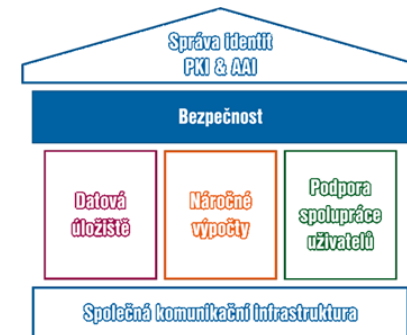 Správa identit
PKI & AAI
Bezpečnost
Datová
úložiště
Náročné
výpočty
Podpora
spolupráce
uživatelů
Společná komunikační infrastruktura